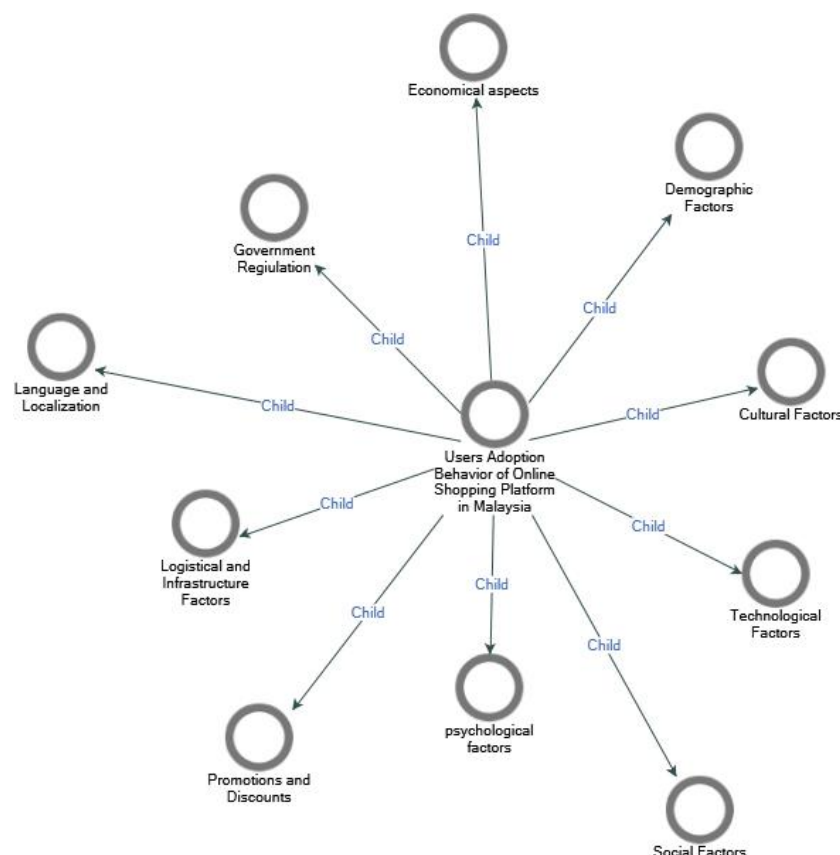 Economical aspects
Demographic
Factors
Child
Government
Regiulation
Child
Child
Child
Language and
Localization
Child
Child
Cultural Factors
Users Adoption
Behavior of Online
Shopping Platform
in Malaysia
Child
Child
Logistical and
Infrastructure
Factors
Child
Child
Child
Technological
Factors
Child
psychological
factors
Promotions and
Discounts
Social Factors